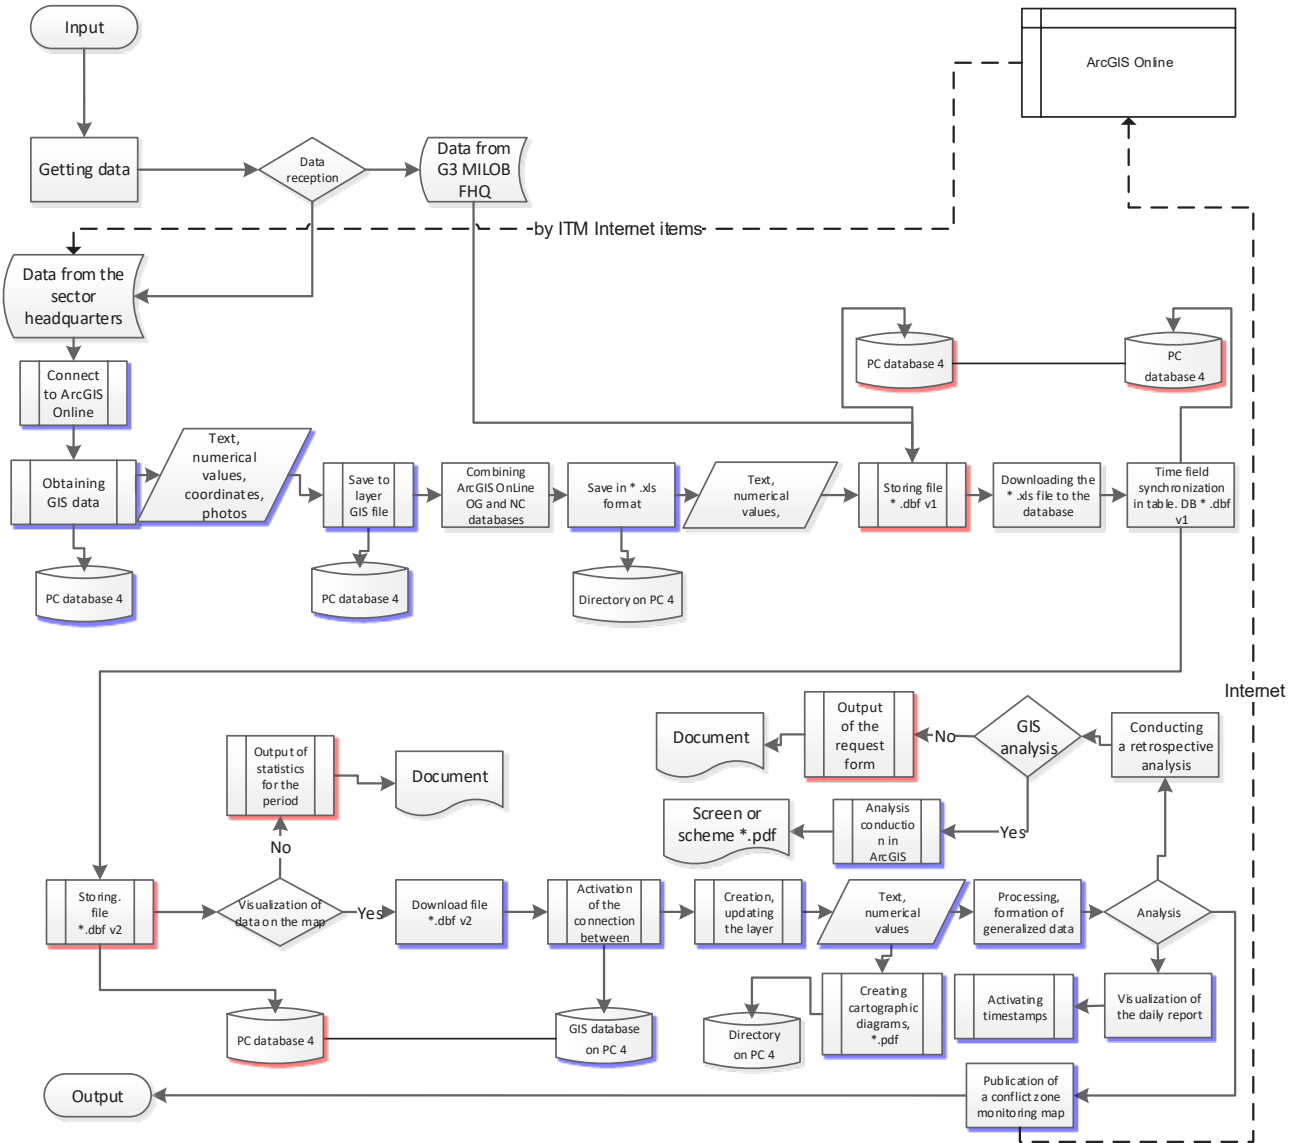 Input
ArcGIS Online
Getting data
Data
reception
Data from
G3 MILOB
FHQ
by ITM Internet items
Data from the
sector
headquarters
Connect
to ArcGIS
Online
PC database 4
PC
database 4
Obtaining
GIS data
Text,
numerical
values,
coordinates,
photos
Save to
layer
GIS file
Combining
ArcGIS OnLine
OG and NC
databases
Save in * .xls
format
Text,
numerical
values,
Storing file
* .dbf v1
Downloading the
* .xls file to the
database
Time field
synchronization
in table. DB * .dbf
v1
PC database 4
PC database 4
Directory on PC 4
Internet
Output of
statistics
for the
period
Document
Document
Output
of the
request
form
No
GIS
analysis
Conducting
a retrospective
analysis
Screen or
scheme *.pdf
Analysis
conductio
n in
ArcGIS
Yes
No
Storing.
file
*.dbf v2
Visualization of
data on the map
Yes
Download file
*.dbf v2
Activation
of the
connection
between
Creation,
updating
the layer
Text,
numerical
values
Processing,
formation of
generalized data
Analysis
PC database 4
GIS database
on PC 4
Directory
on PC 4
Creating
cartographic
diagrams,
*.pdf
Activating
timestamps
Visualization of
the daily report
Output
Publication of
a conflict zone
monitoring map